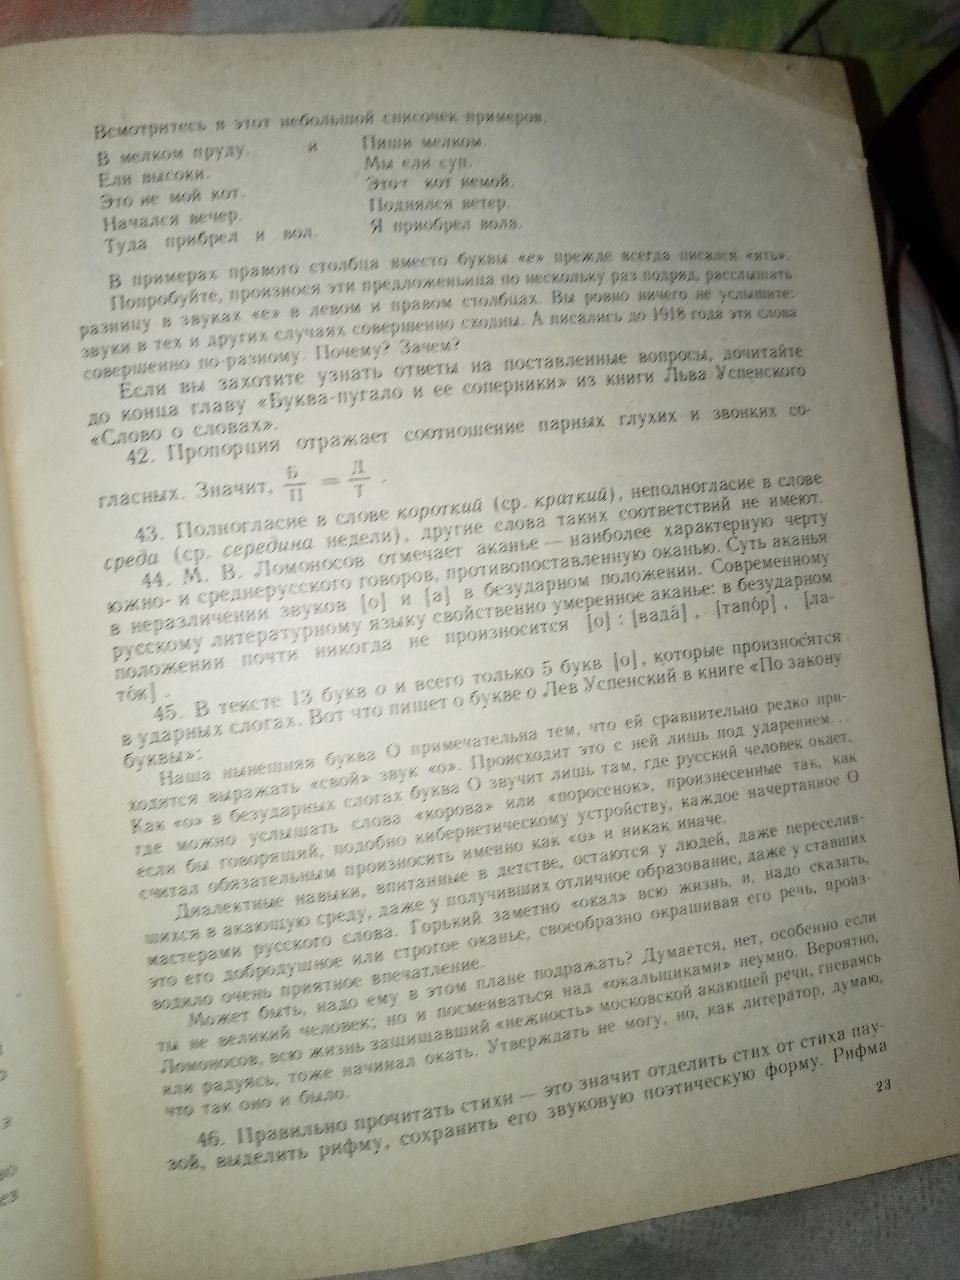 Всмотритесь в этот небольшой списочек примеров.
В мелком пруду. и Пиши мелком.
Ели высоки. Мы ели суп.
Это не мой кот. Этот кот немой.
Начался вечер. Поднялся ветер.
Туда прибрел и вол. Я приобрел вола.
В примерах правого столбца вместо буквы «е» прежде всегда писался «ять».
Попробуйте, произнося эти предложеньица по нескольку раз подряд, расслышать
разницу в звуках «е» в левом и правом столбцах. Вы ровно ничего не услышите:
звуки в тех и других случаях совершенно сходны. А писались до 1918 года эти слова
совершенно по-разному. Почему? Зачем?
Если вы захотите узнать ответы на поставленные вопросы, дочитайте
до конца главу «Буква-пугало и ее соперники» из книги Льва Успенского
«Слово о словах».
42. Пропорция отражает соотношение парных глухих и звонких со-
гласных. Значит, Б/П = Д/Т.
43. Полногласие в слове короткий (ср. краткий), неполногласие в слове
среда (ср. середина недели), другие слова таких соответствий не имеют.
44. М. В. Ломоносов отмечает аканье — наиболее характерную черту
южно- и среднерусского говоров, противопоставленную оканью. Суть аканья
в неразличении звуков [о] и [а] в безударном положении. Современному
русскому литературному языку свойственно умеренное аканье: в безударном
положении почти никогда не произносится [о] : [вада́] , [тапо́р] , [ла-
то́к] .
45. В тексте 13 букв о и всего только 5 букв [о], которые произносятся
в ударных слогах. Вот что пишет о букве о Лев Успенский в книге «По закону
буквы»:
Наша нынешняя буква О примечательна тем, что ей сравнительно редко при-
ходится выражать «свой» звук «о». Происходит это с ней лишь под ударением...
Как «о» в безударных слогах буква О звучит лишь там, где русский человек окает,
где можно услышать слова «корова» или «поросенок», произнесенные так, как
если бы говорящий, подобно кибернетическому устройству, каждое начертанное О
считал обязательным произносить именно как «о» и никак иначе.
Диалектные навыки, впитанные в детстве, остаются у людей, даже переселив-
шихся в акающую среду, даже у получивших отличное образование, даже у ставших
мастерами русского слова. Горький заметно «окал» всю жизнь, и, надо сказать,
это его добродушное или строгое оканье, своеобразно окрашивая его речь, произ-
водило очень приятное впечатление.
Может быть, надо ему в этом плане подражать? Думается, нет, особенно если
ты не великий человек; но и посмеиваться над «окальщиками» неумно. Вероятно,
Ломоносов, всю жизнь защищавший «нежность» московской акающей речи, гневаясь
или радуясь, тоже начинал окать. Утверждать не могу, но, как литератор, думаю,
что так оно и было.
46. Правильно прочитать стихи — это значит отделить стих от стиха пау-
зой, выделить рифму, сохранить его звуковую поэтическую форму. Рифма
23